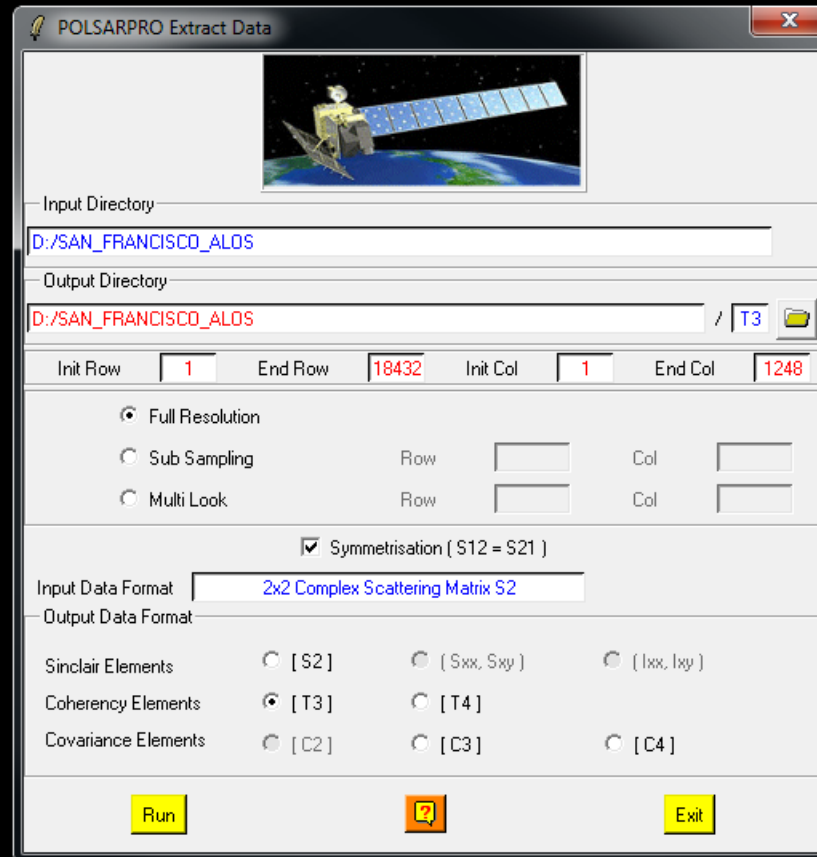 POLSARPRO Extract Data
X
Input Directory
D:/SAN_FRANCISCO_ALOS
Output Directory
D:/SAN_FRANCISCO_ALOS / T3
Init Row 1 End Row 18432 Init Col 1 End Col 1248
Full Resolution
Sub Sampling Row Col
Multi Look Row Col
Symmetrisation ( S12 = S21 )
Input Data Format 2x2 Complex Scattering Matrix S2
Output Data Format
Sinclair Elements [ S2 ] ( Sxx, Sxy ) ( Ixx, Ixy )
Coherency Elements [ T3 ] [ T4 ]
Covariance Elements [ C2 ] [ C3 ] [ C4 ]
Run ? Exit